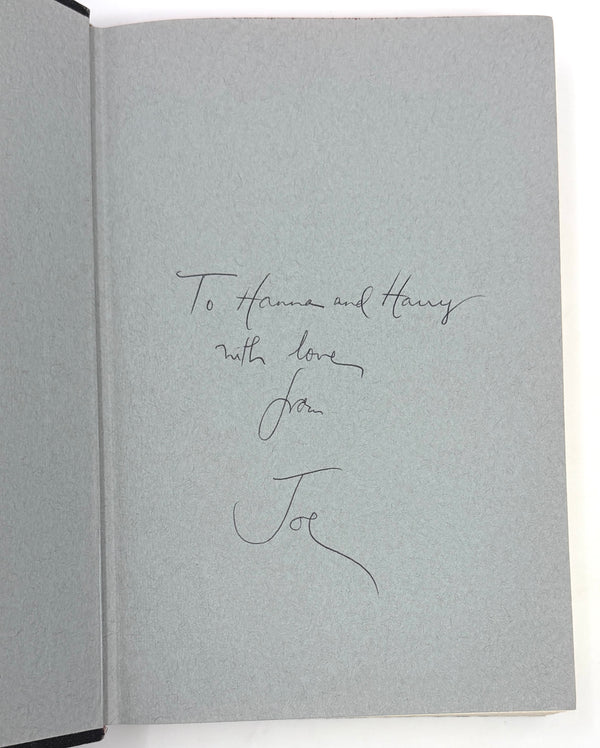 To Hanna and Harry
with love
from
Joe